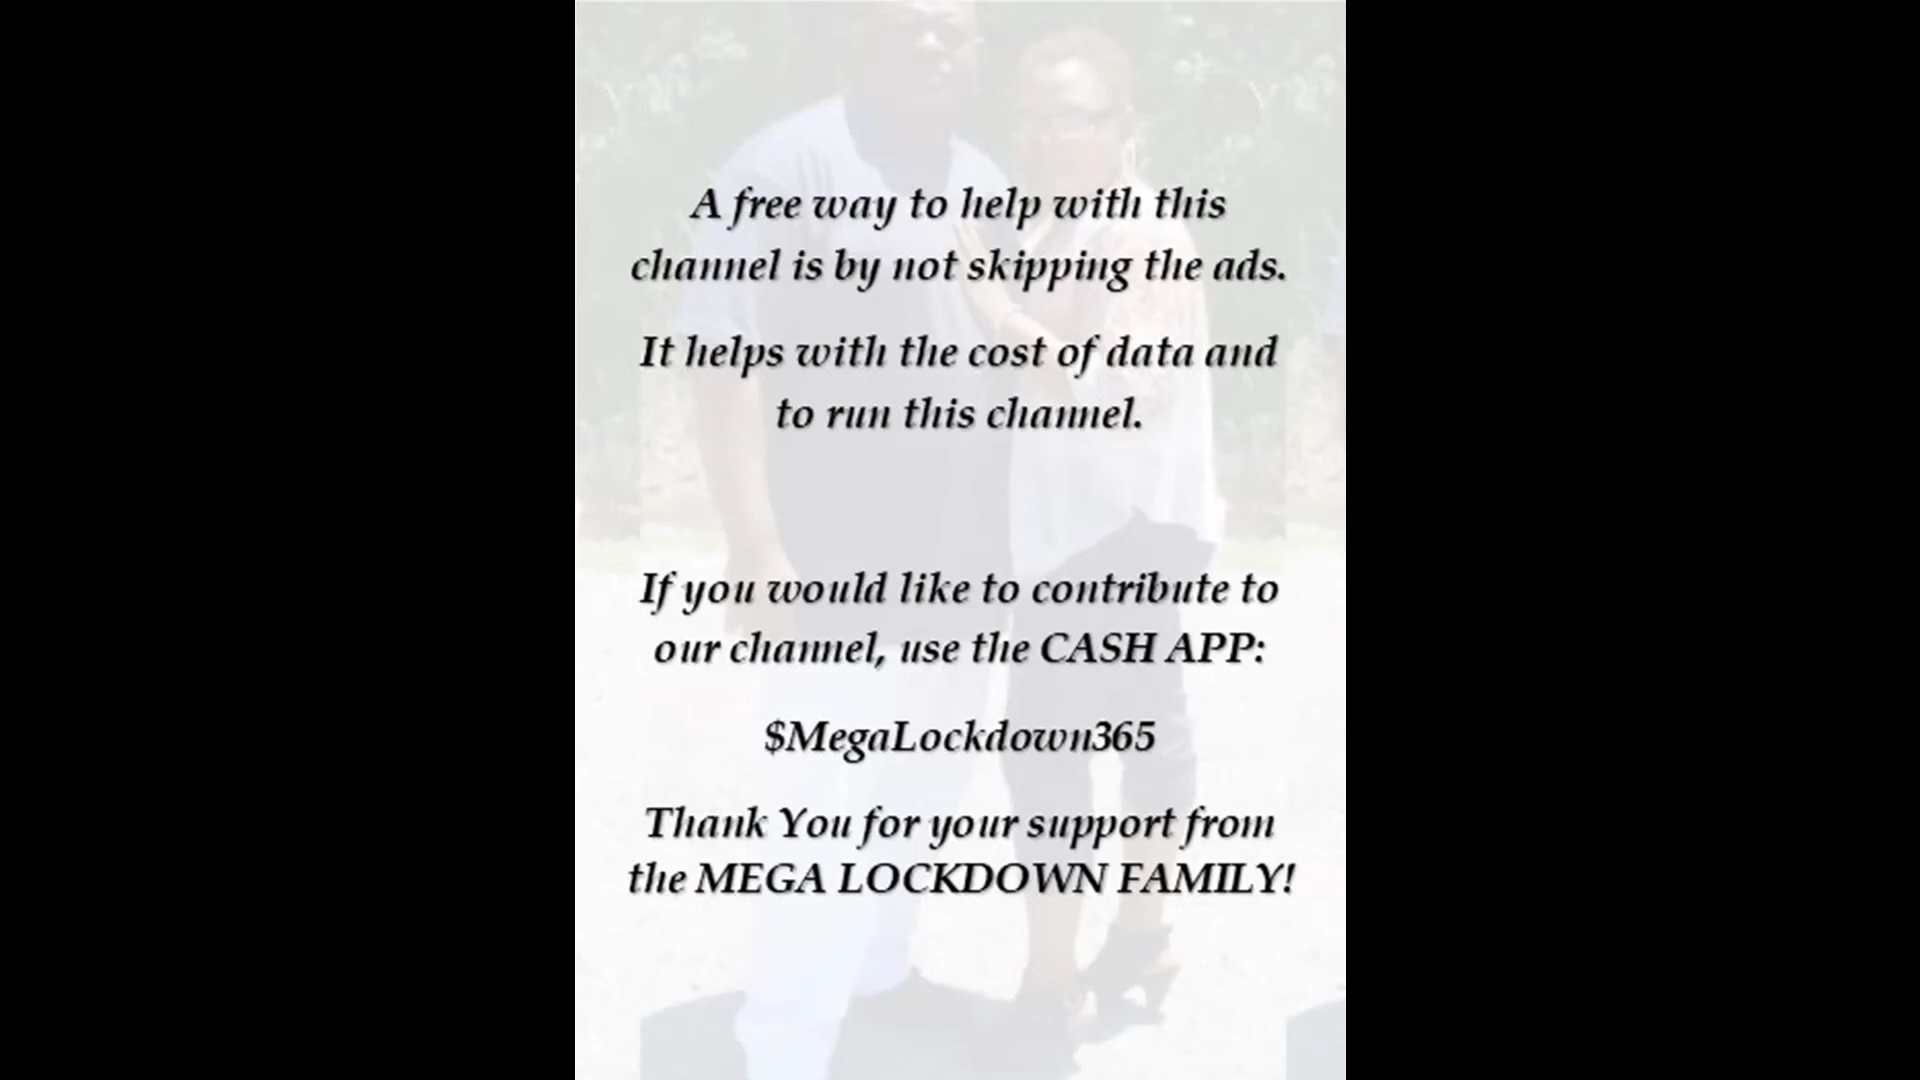 A free way to help with this
channel is by not skipping the ads.
It helps with the cost of data and
to run this channel.
If you would like to contribute to
our channel, use the CASH APP:
$MegaLockdown365
Thank You for your support from
the MEGA LOCKDOWN FAMILY!